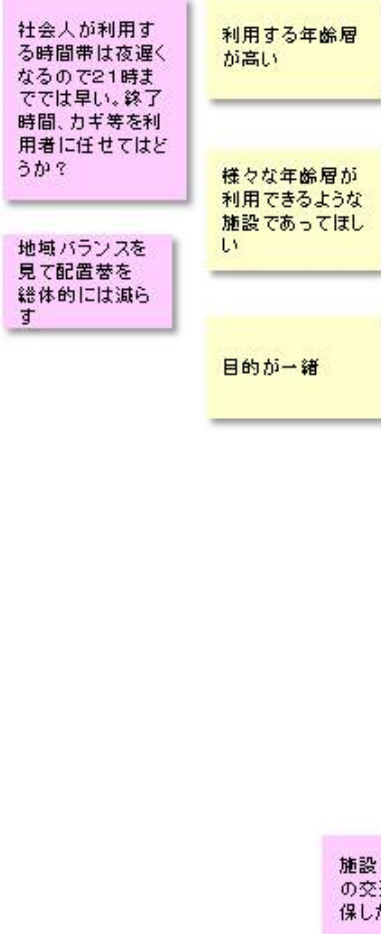 社会人が利用す
る時間帯は夜遅く
なるので21時ま
ででは早い。終了
時間、カギ等を利
用者に任せてはど
うか？
地域バランスを
見て配置替を
総体的には減ら
す
利用する年齢層
が高い
様々な年齢層が
利用できるような
施設であってほし
い
目的が一緒
施設
の交
保した